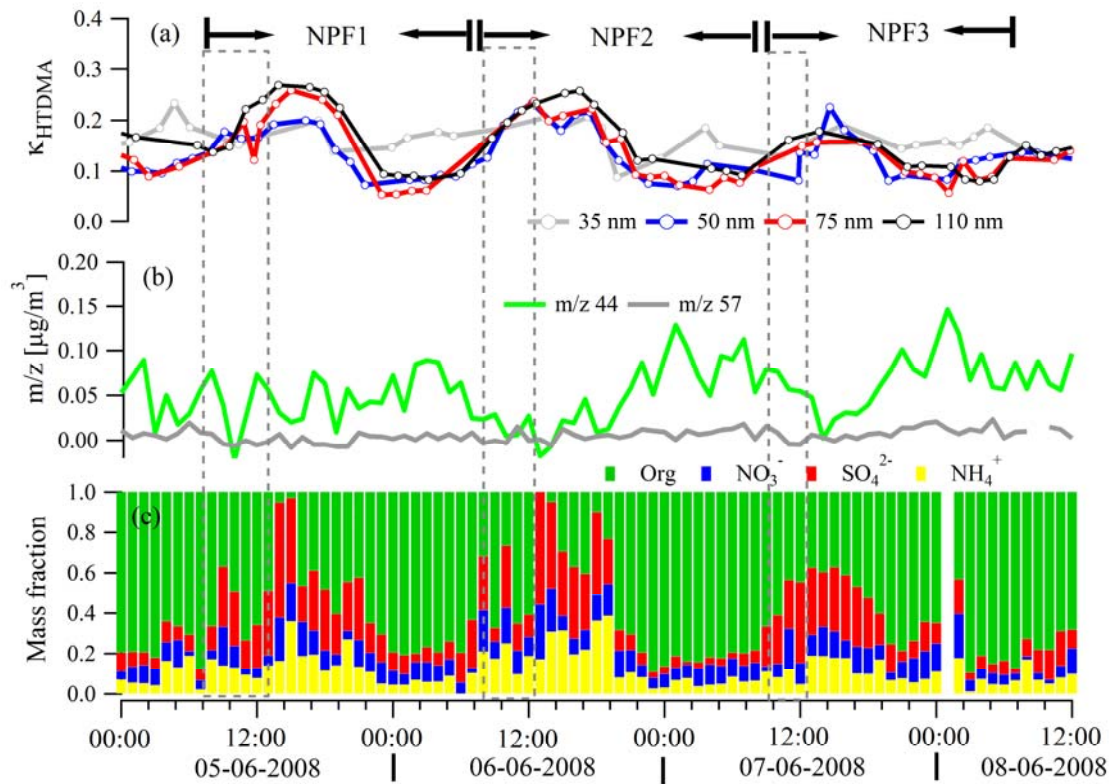 (a)
NPF1
NPF2
NPF3
0.4
0.3
0.2
0.1
0.0
κHTDMA
35 nm 50 nm 75 nm 110 nm
(b)
0.20
0.15
0.10
0.05
0.00
m/z [µg/m³]
m/z 44 m/z 57
Org NO₃⁻ SO₄²⁻ NH₄⁺
(c)
1.0
0.8
0.6
0.4
0.2
0.0
Mass fraction
00:00 12:00 00:00 12:00 00:00 12:00 00:00 12:00
05-06-2008 06-06-2008 07-06-2008 08-06-2008